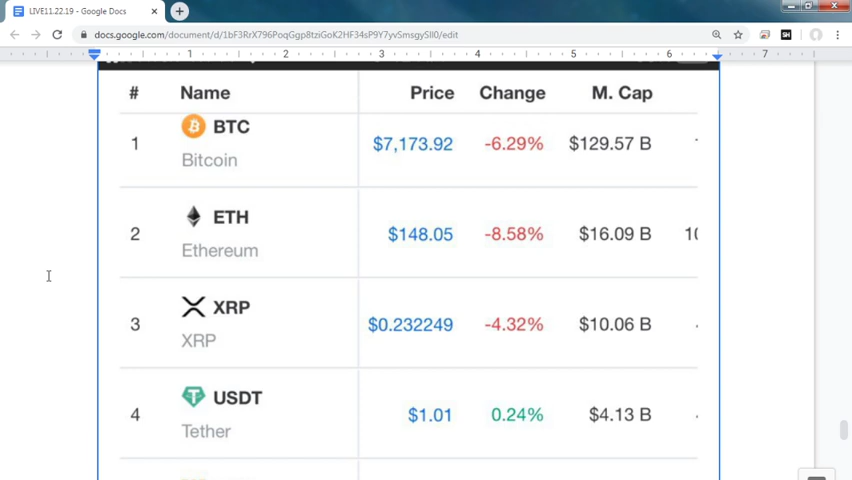 LIVE11.22.19 - Google Docs
docs.google.com/document/d/1bF3RrX796PoqGgp8tziGoK2HF34sP9Y7yvSmsgySll0/edit
1 2 3 4 5 6 7
# Name Price Change M. Cap
1 BTC Bitcoin $7,173.92 -6.29% $129.57 B
2 ETH Ethereum $148.05 -8.58% $16.09 B 10
3 XRP XRP $0.232249 -4.32% $10.06 B
4 USDT Tether $1.01 0.24% $4.13 B